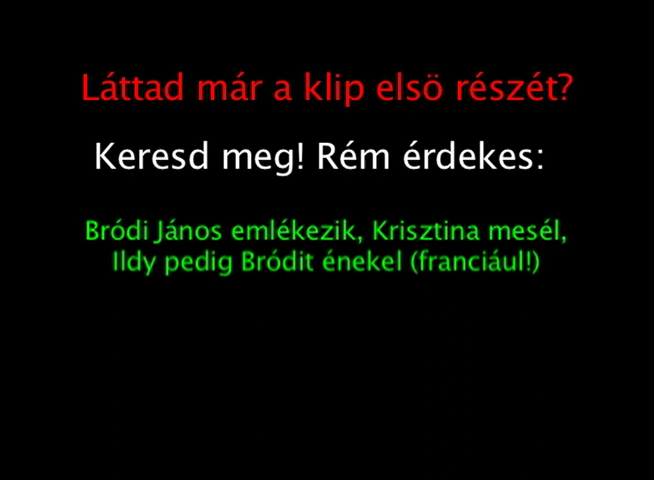 Láttad már a klip elsö részét?
Keresd meg! Rém érdekes:
Bródi János emlékezik, Krisztina mesél,
Ildy pedig Bródit énekel (franciául!)